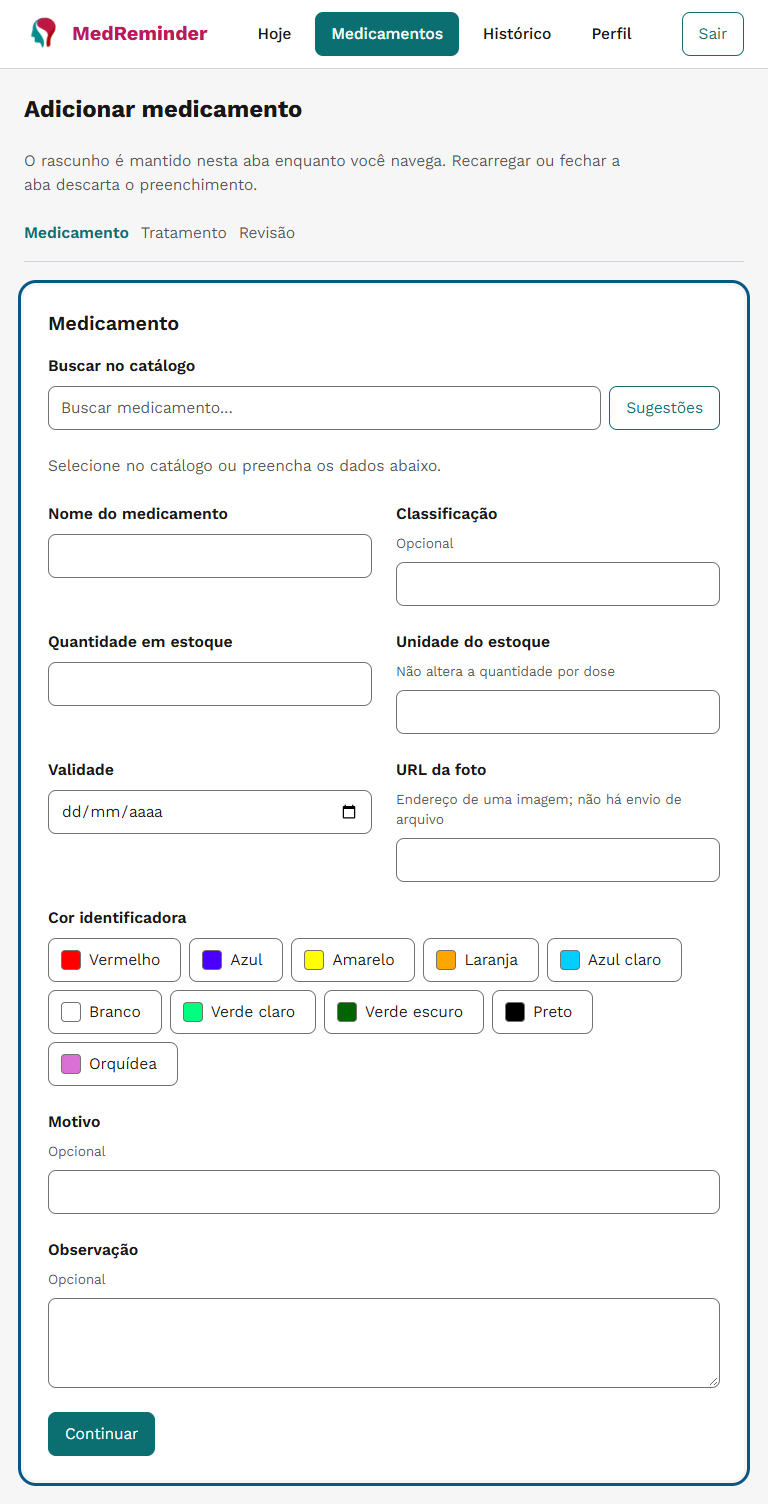 MedReminder Hoje Medicamentos Histórico Perfil Sair
Adicionar medicamento
O rascunho é mantido nesta aba enquanto você navega. Recarregar ou fechar a
aba descarta o preenchimento.
Medicamento Tratamento Revisão
Medicamento
Buscar no catálogo
Buscar medicamento... Sugestões
Selecione no catálogo ou preencha os dados abaixo.
Nome do medicamento Classificação
Opcional
Quantidade em estoque Unidade do estoque
Não altera a quantidade por dose
Validade URL da foto
dd/mm/aaaa
Endereço de uma imagem; não há envio de
arquivo
Cor identificadora
Vermelho Azul Amarelo Laranja Azul claro
Branco Verde claro Verde escuro Preto
Orquídea
Motivo
Opcional
Observação
Opcional
Continuar